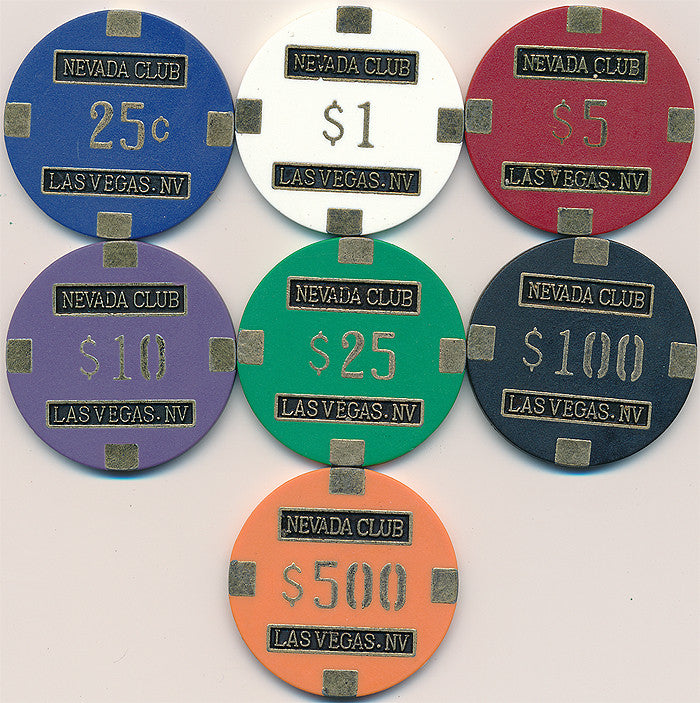 NEVADA CLUB
25¢
LAS VEGAS. NV
NEVADA CLUB
$1
LAS VEGAS. NV
NEVADA CLUB
$5
LAS VEGAS. NV
NEVADA CLUB
$10
LAS VEGAS. NV
NEVADA CLUB
$25
LAS VEGAS. NV
NEVADA CLUB
$100
LAS VEGAS. NV
NEVADA CLUB
$500
LAS VEGAS. NV